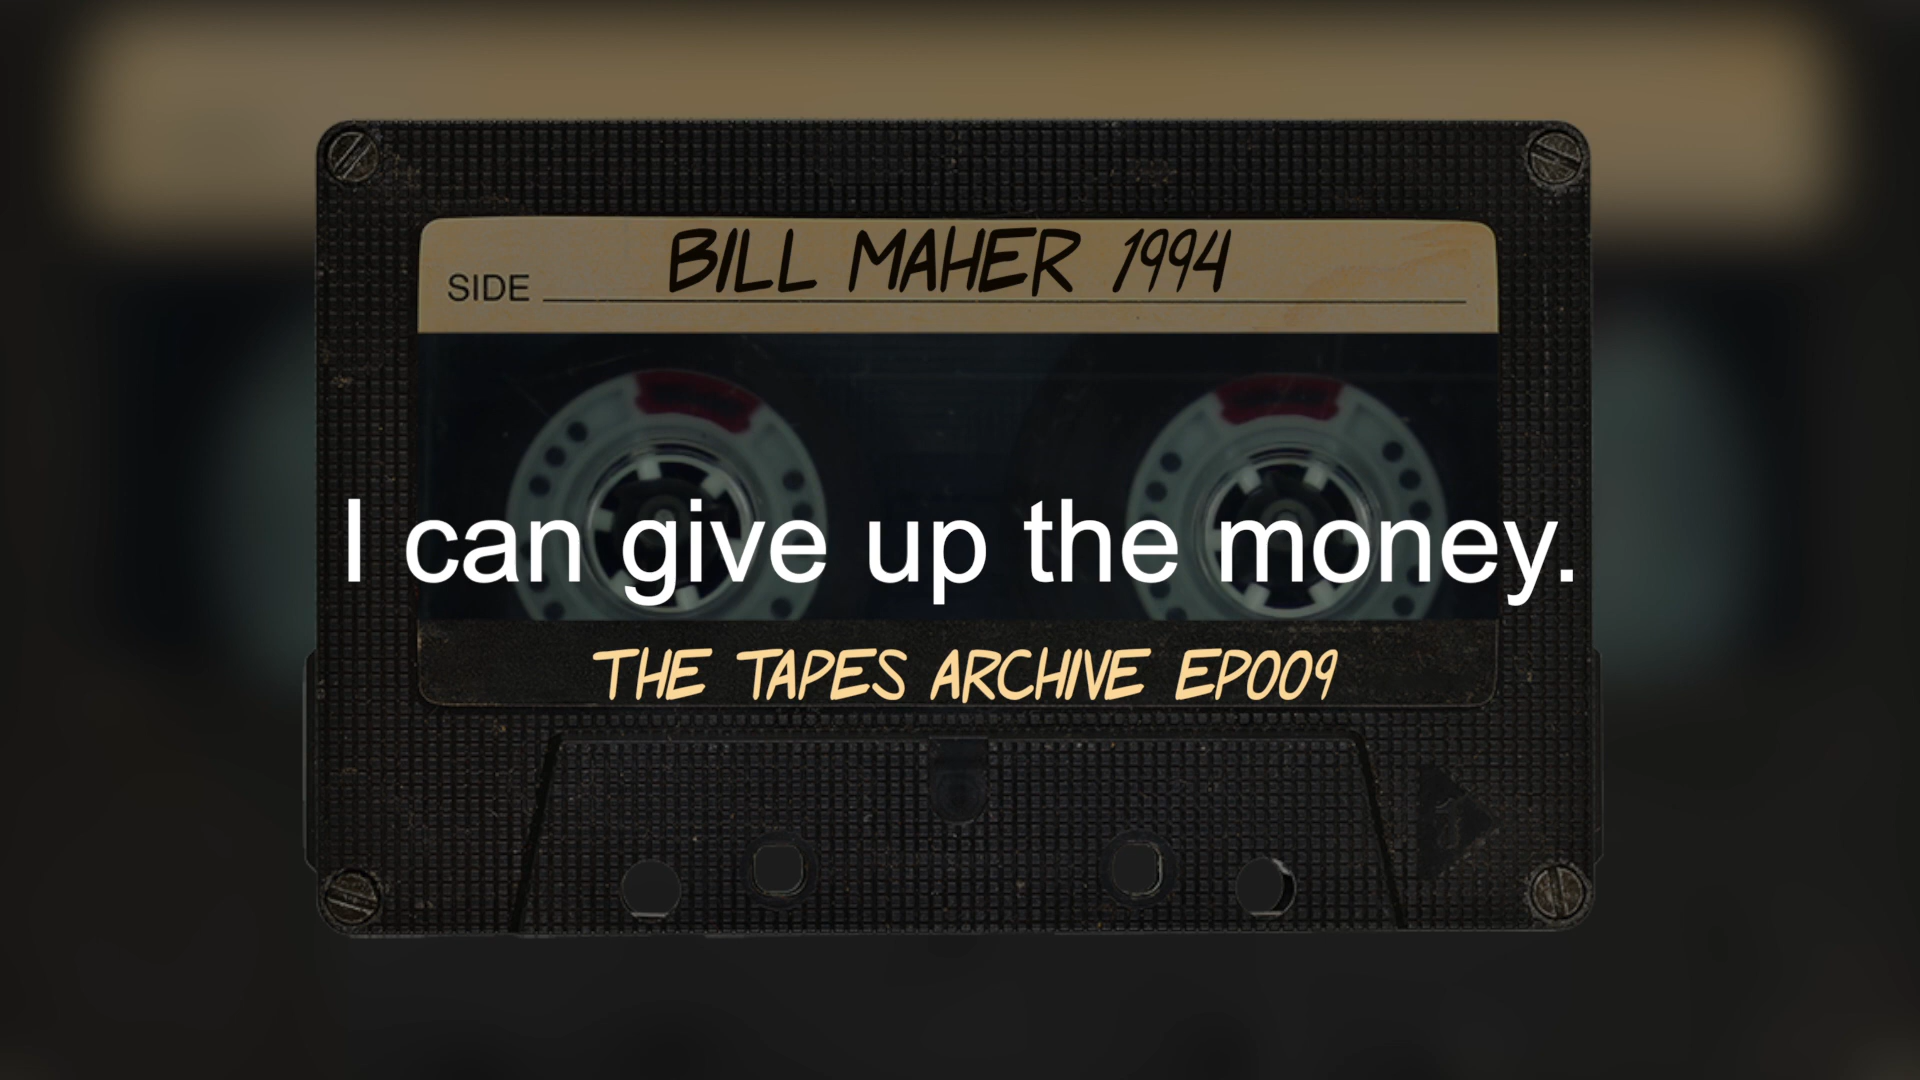 BILL MAHER 1994
SIDE
I can give up the money.
THE TAPES ARCHIVE EP009